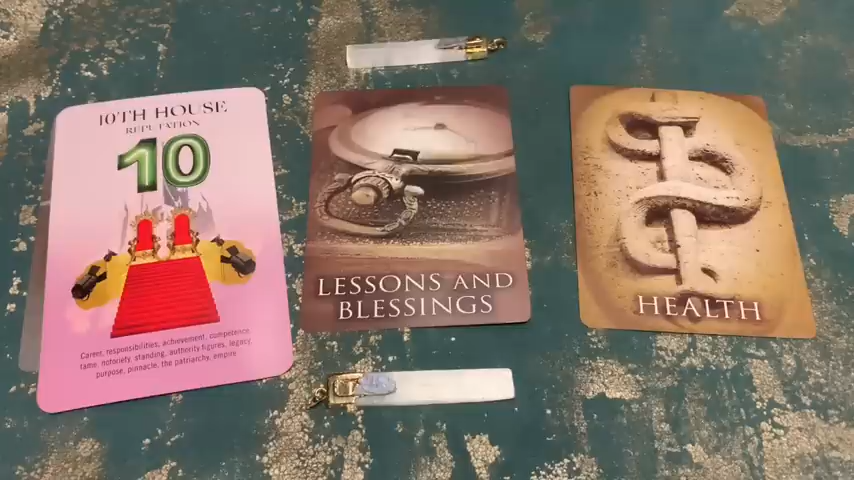 10TH HOUSE
REPUTATION
10
Career, responsibilities, achievement, competence,
fame, notoriety, standing, authority figures, legacy,
purpose, pinnacle, the patriarchy, empire
LESSONS AND
BLESSINGS
HEALTH